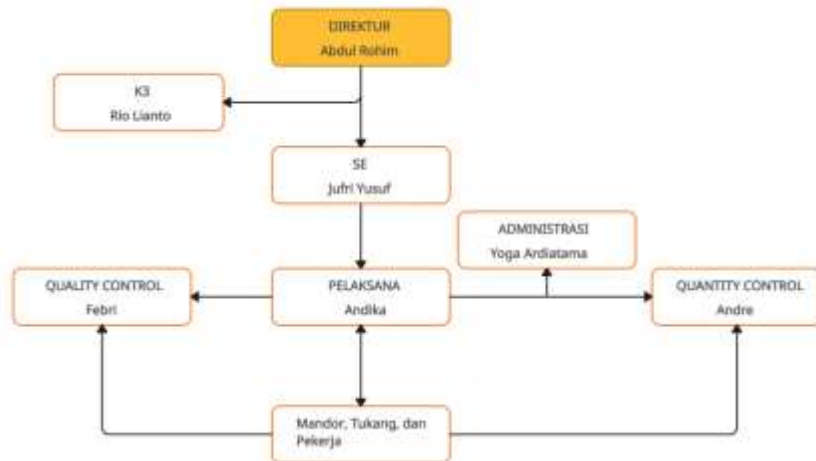 DIREKTUR
Abdul Rohim
K3
Rio Lianto
SE
Jufri Yusuf
ADMINISTRASI
Yoga Ardiatama
QUALITY CONTROL
Febri
PELAKSANA
Andika
QUANTITY CONTROL
Andre
Mandor, Tukang, dan
Pekerja